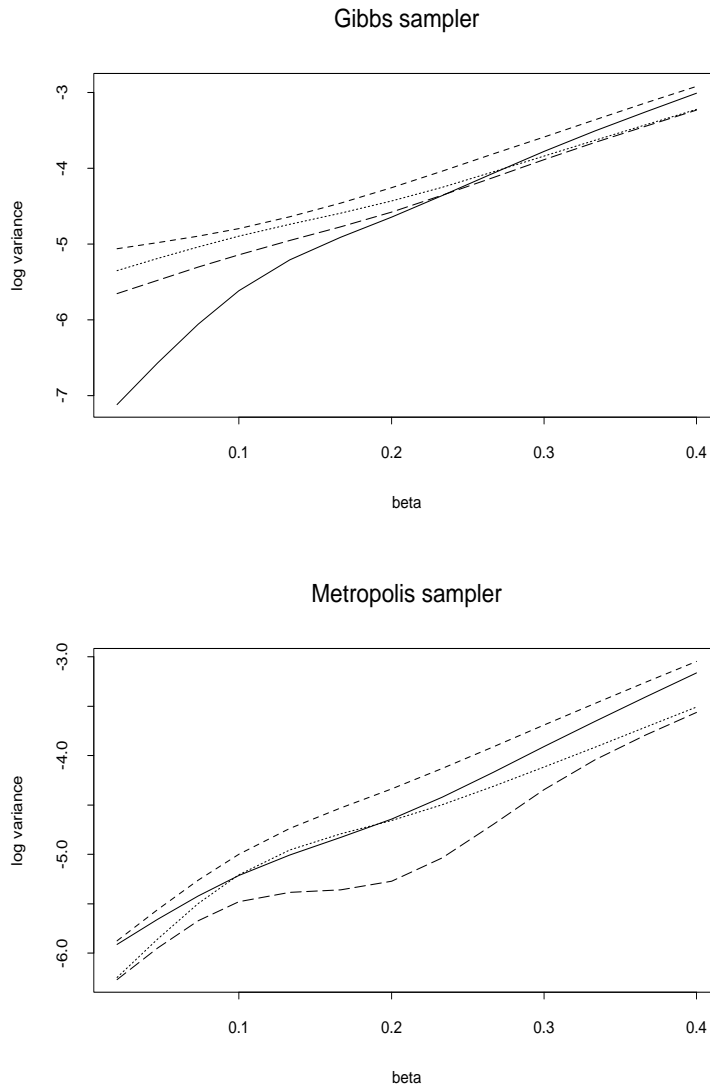 Gibbs sampler
-3
-4
-5
-6
-7
log variance
0.1 0.2 0.3 0.4
beta
Metropolis sampler
-3.0
-4.0
-5.0
-6.0
log variance
0.1 0.2 0.3 0.4
beta